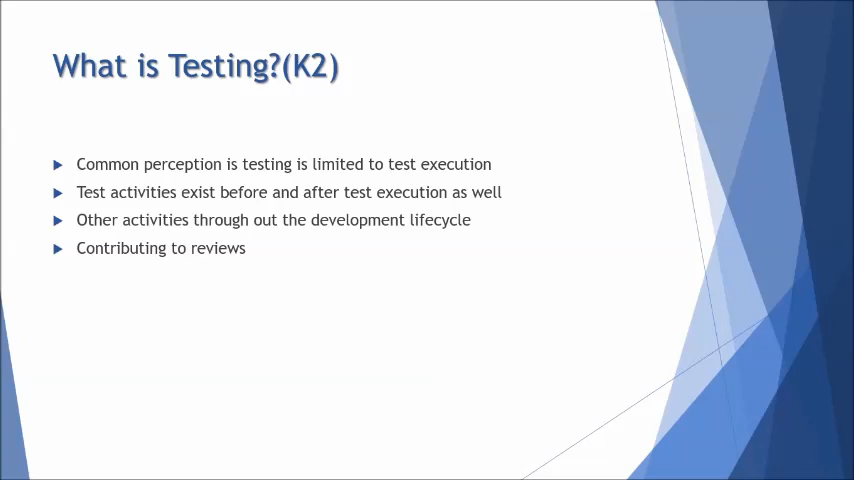 What is Testing?(K2)
Common perception is testing is limited to test execution
Test activities exist before and after test execution as well
Other activities through out the development lifecycle
Contributing to reviews